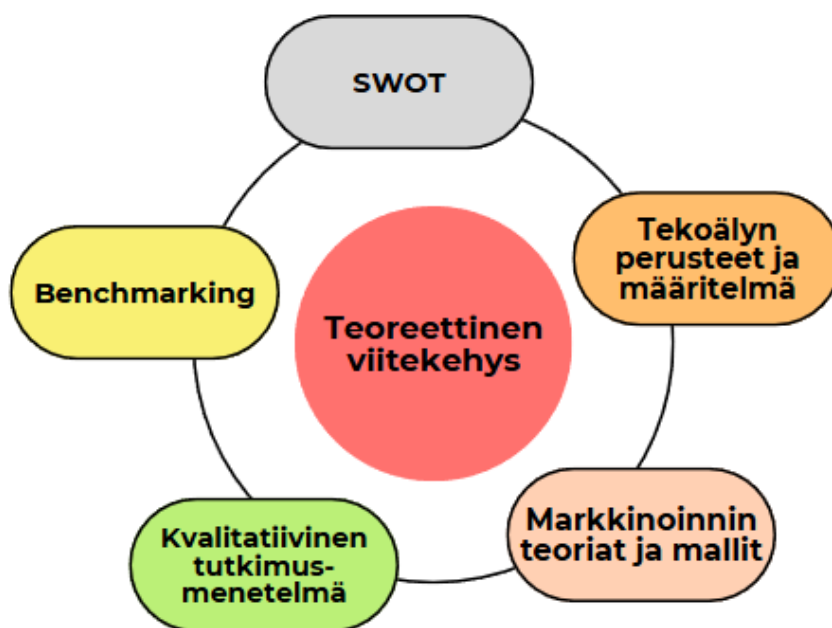 SWOT
Tekoälyn
perusteet ja
määritelmä
Benchmarking
Teoreettinen
viitekehys
Markkinoinnin
teoriat ja mallit
Kvalitatiivinen
tutkimus-
menetelmä